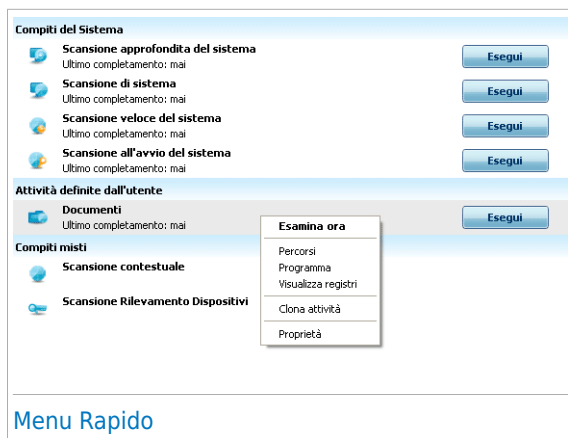 Compiti del Sistema
Scansione approfondita del sistema
Ultimo completamento: mai
Esegui
Scansione di sistema
Ultimo completamento: mai
Esegui
Scansione veloce del sistema
Ultimo completamento: mai
Esegui
Scansione all'avvio del sistema
Ultimo completamento: mai
Esegui
Attività definite dall'utente
Documenti
Ultimo completamento: mai
Esegui
Esamina ora
Percorsi
Programma
Visualizza registri
Clona attività
Proprietà
Compiti misti
Scansione contestuale
Scansione Rilevamento Dispositivi
Menu Rapido